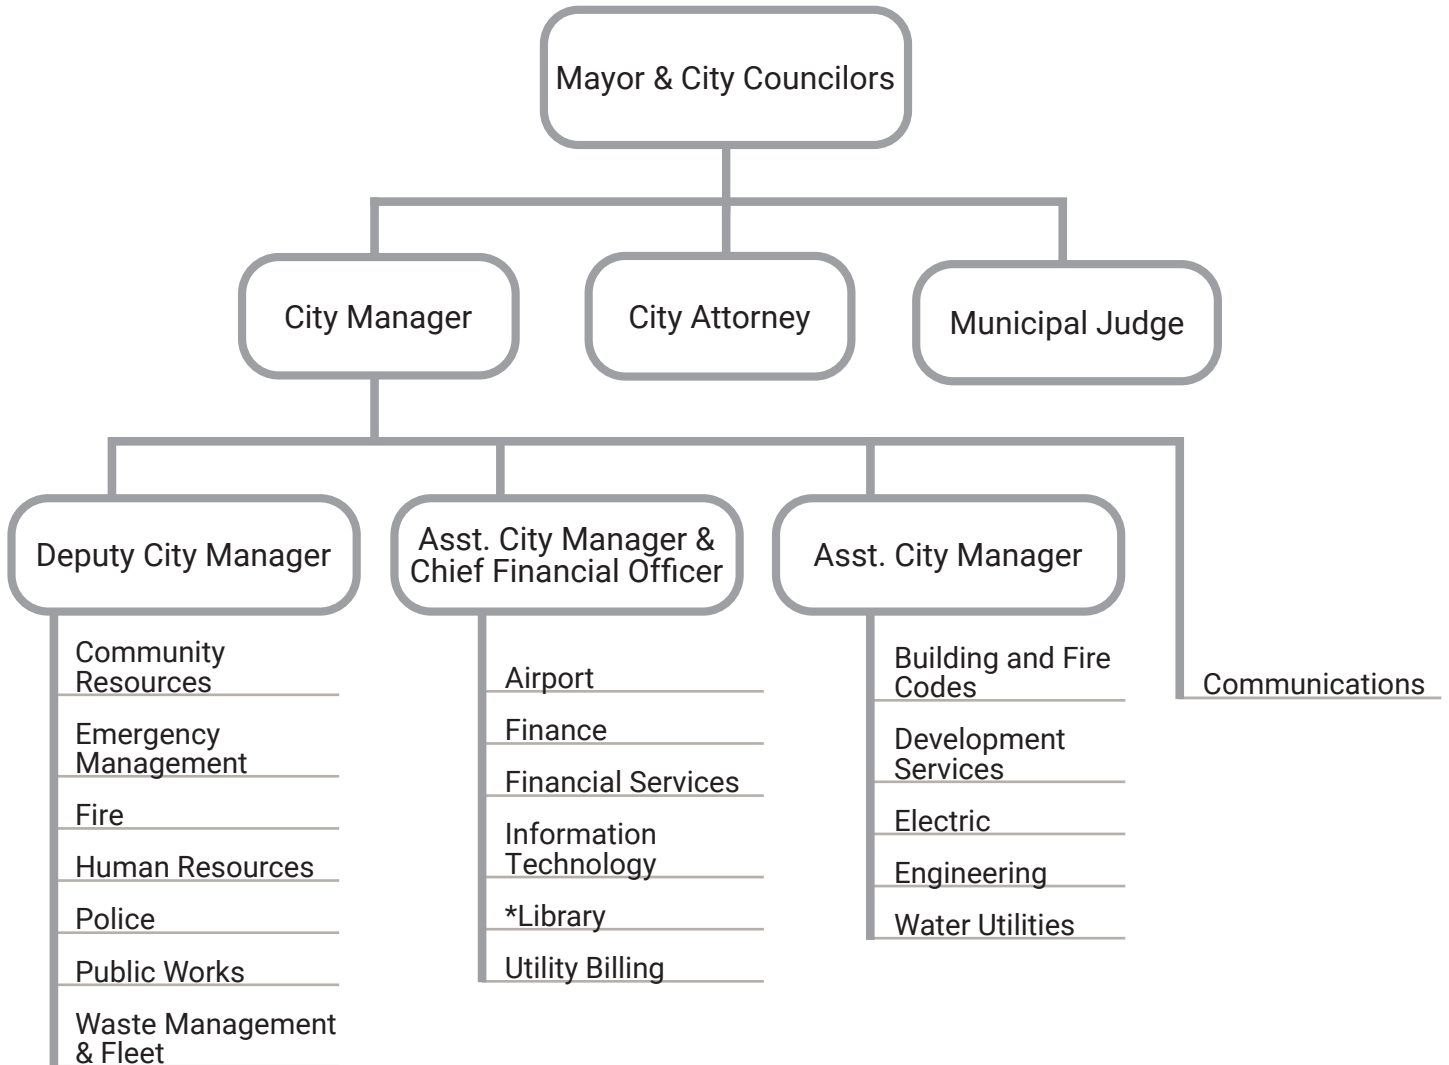 Mayor & City Councilors
City Manager
City Attorney
Municipal Judge
Deputy City Manager
Asst. City Manager &
Chief Financial Officer
Asst. City Manager
Community
Resources
Emergency
Management
Fire
Human Resources
Police
Public Works
Waste Management
& Fleet
Airport
Finance
Financial Services
Information
Technology
*Library
Utility Billing
Building and Fire
Codes
Development
Services
Electric
Engineering
Water Utilities
Communications